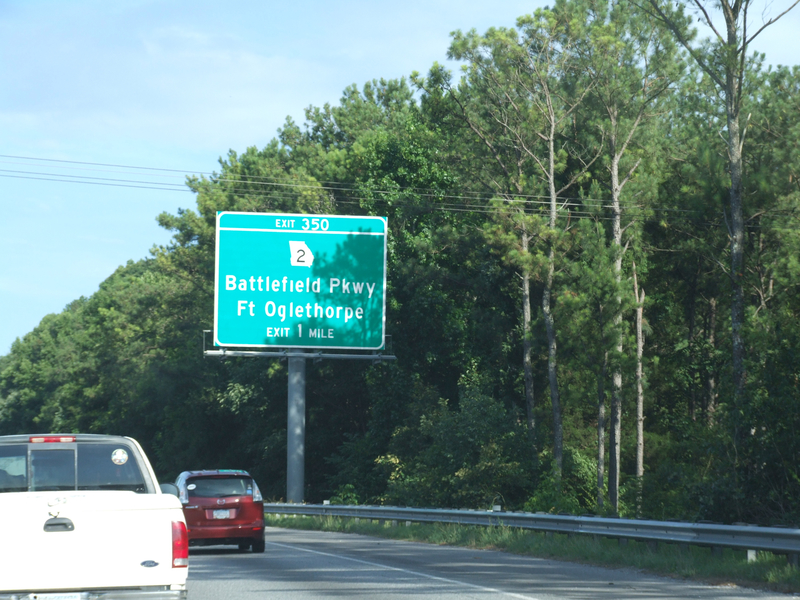 EXIT 350
2
Battlefield Pkwy
Ft Oglethorpe
EXIT 1 MILE